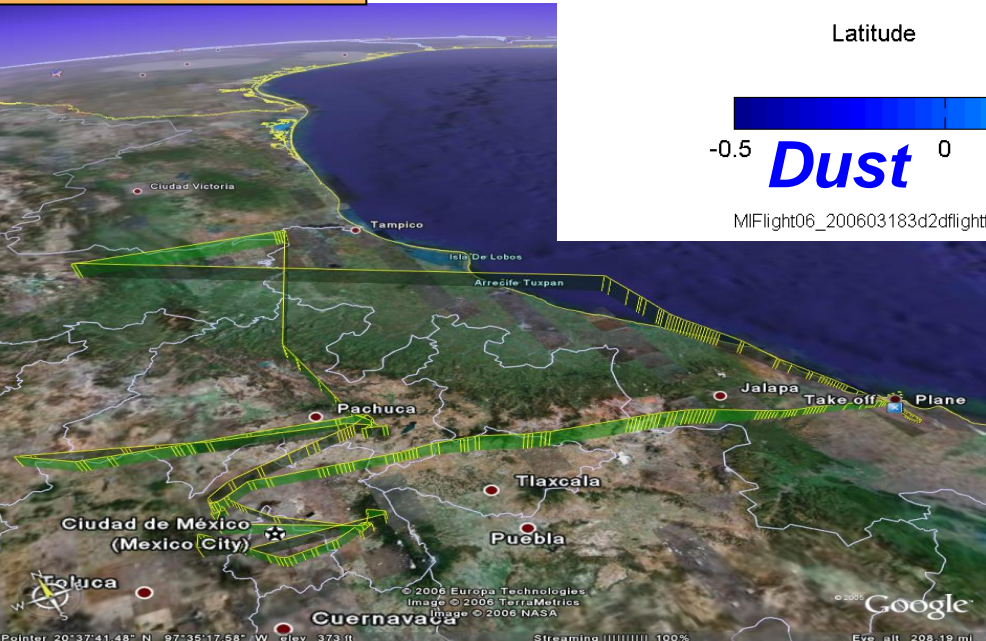 Latitude
-0.5
0
Dust
MIFlight06_200603183d2dflightt
Ciudad Victoria
Tampico
Isla De Lobos
Arrecife Tuxpan
Jalapa
Take off
Plane
Pachuca
Tlaxcala
Ciudad de México
(Mexico City)
Puebla
Toluca
W
© 2006 Europa Technologies
Image © 2006 TerraMetrics
Image © 2006 NASA
© 2005 Google
Cuernavaca
Pointer 20°37'41.48" N 97°35'17.58" W elev 373 ft
Streaming |||||||||| 100%
Eye alt 208.19 mi